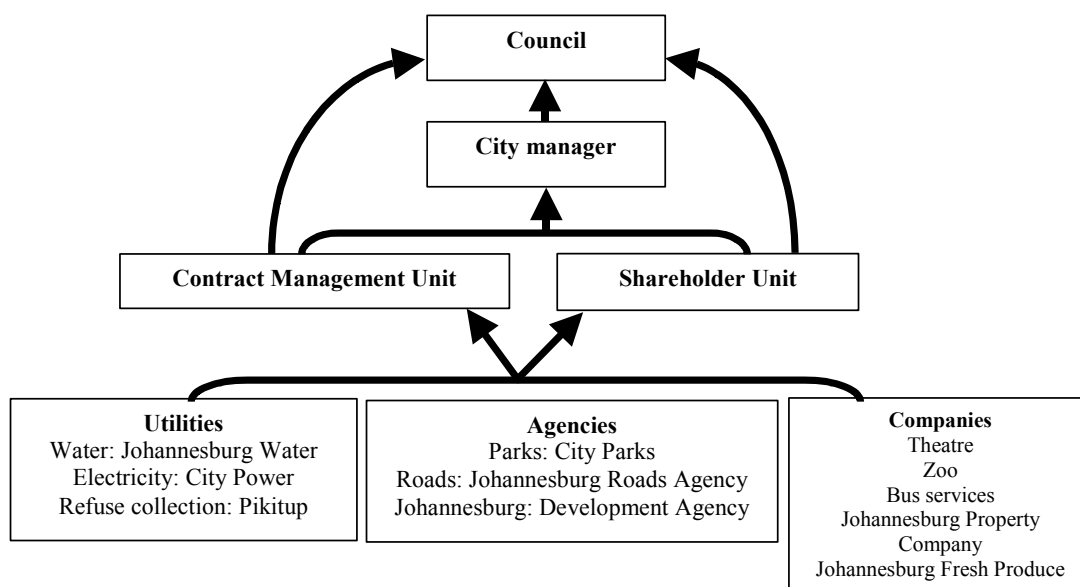 Council
City manager
Contract Management Unit
Shareholder Unit
Utilities
Water: Johannesburg Water
Electricity: City Power
Refuse collection: Pikitup
Agencies
Parks: City Parks
Roads: Johannesburg Roads Agency
Johannesburg: Development Agency
Companies
Theatre
Zoo
Bus services
Johannesburg Property
Company
Johannesburg Fresh Produce